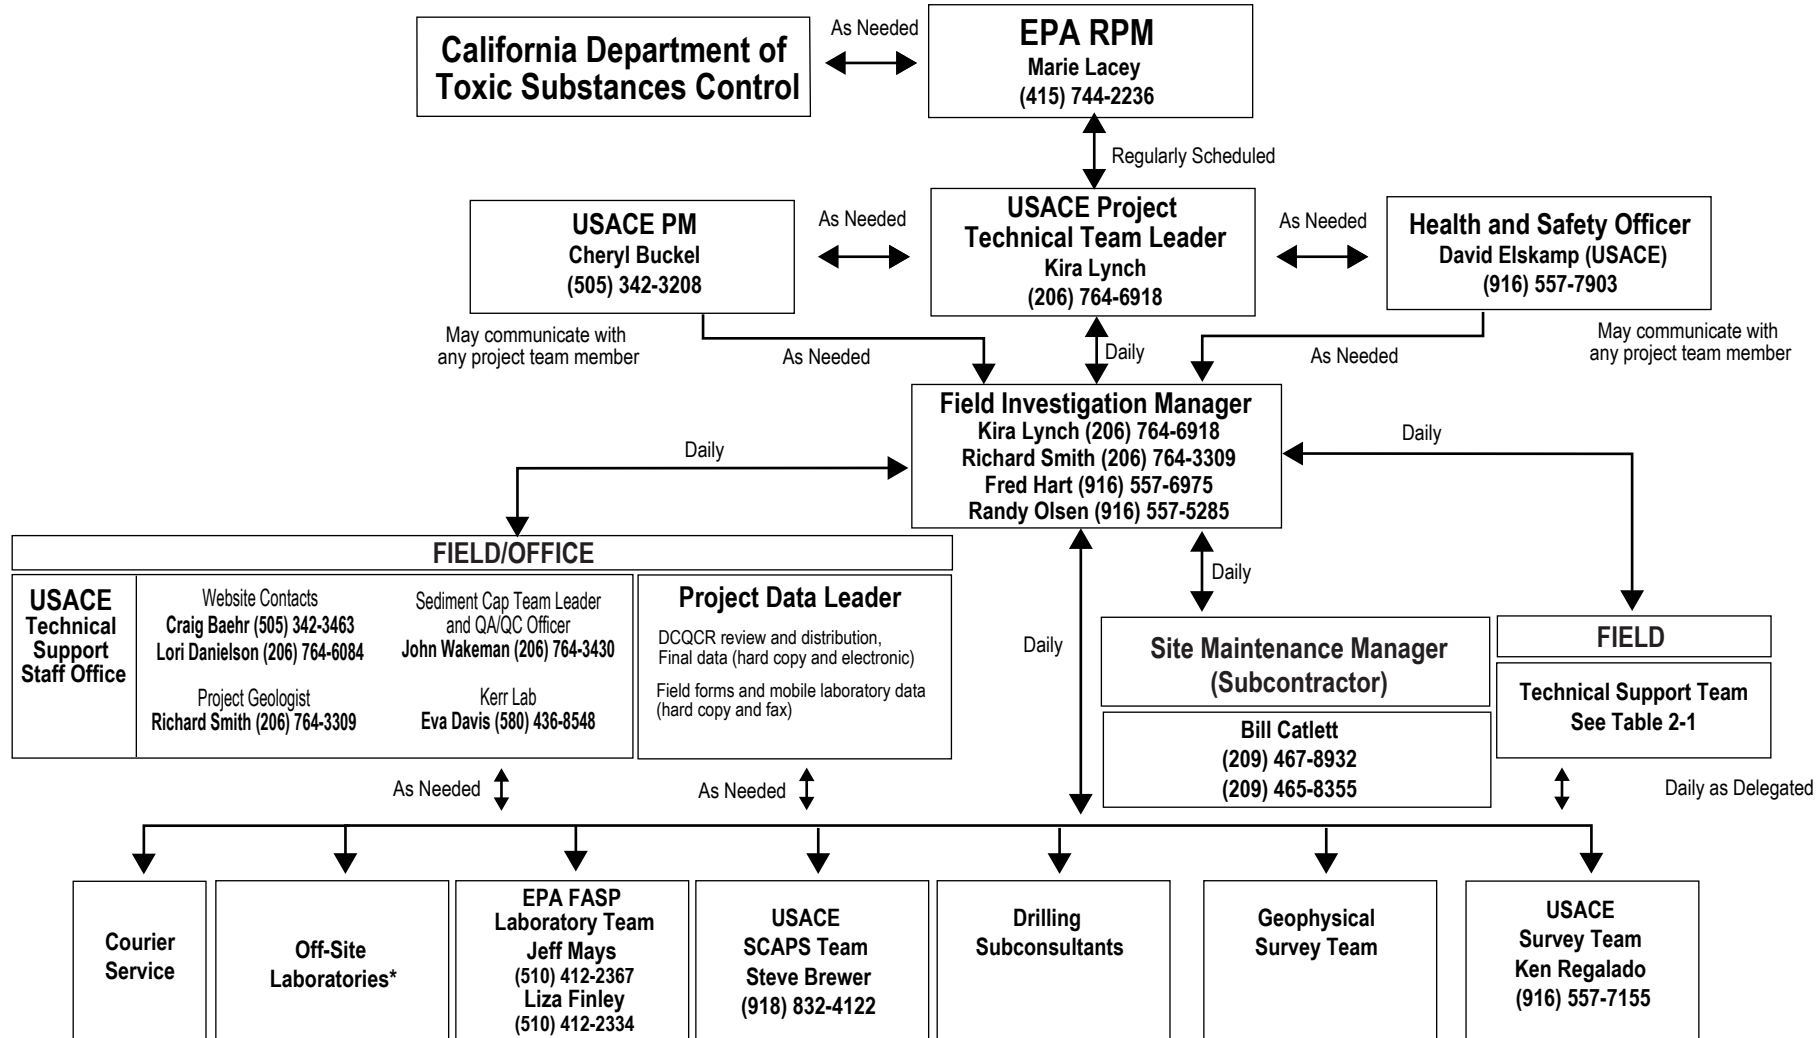 California Department of
Toxic Substances Control
As Needed
EPA RPM
Marie Lacey
(415) 744-2236
Regularly Scheduled
USACE PM
Cheryl Buckel
(505) 342-3208
As Needed
USACE Project
Technical Team Leader
Kira Lynch
(206) 764-6918
As Needed
Health and Safety Officer
David Elskamp (USACE)
(916) 557-7903
May communicate with
any project team member
As Needed
Daily
As Needed
May communicate with
any project team member
Field Investigation Manager
Kira Lynch (206) 764-6918
Richard Smith (206) 764-3309
Fred Hart (916) 557-6975
Randy Olsen (916) 557-5285
Daily
Daily
FIELD/OFFICE
USACE
Technical
Support
Staff Office
Website Contacts
Craig Baehr (505) 342-3463
Lori Danielson (206) 764-6084
Project Geologist
Richard Smith (206) 764-3309
Sediment Cap Team Leader
and QA/QC Officer
John Wakeman (206) 764-3430
Kerr Lab
Eva Davis (580) 436-8548
Project Data Leader
DCQCR review and distribution,
Final data (hard copy and electronic)
Field forms and mobile laboratory data
(hard copy and fax)
Daily
Daily
Site Maintenance Manager
(Subcontractor)
Bill Catlett
(209) 467-8932
(209) 465-8355
FIELD
Technical Support Team
See Table 2-1
As Needed
As Needed
Daily as Delegated
Courier
Service
Off-Site
Laboratories*
EPA FASP
Laboratory Team
Jeff Mays
(510) 412-2367
Liza Finley
(510) 412-2334
USACE
SCAPS Team
Steve Brewer
(918) 832-4122
Drilling
Subconsultants
Geophysical
Survey Team
USACE
Survey Team
Ken Regalado
(916) 557-7155